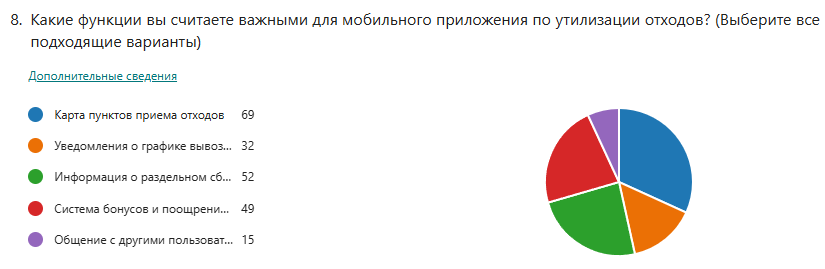 8. Какие функции вы считаете важными для мобильного приложения по утилизации отходов? (Выберите все
подходящие варианты)
Дополнительные сведения
Карта пунктов приема отходов 69
Уведомления о графике вывоз... 32
Информация о раздельном сб... 52
Система бонусов и поощрени... 49
Общение с другими пользоват... 15